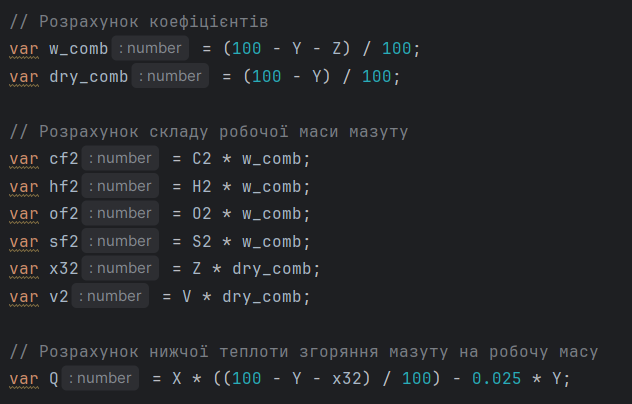 // Розрахунок коефіцієнтів
var w_comb : number = (100 - Y - Z) / 100;
var dry_comb : number = (100 - Y) / 100;
// Розрахунок складу робочої маси мазуту
var cf2 : number = C2 * w_comb;
var hf2 : number = H2 * w_comb;
var of2 : number = O2 * w_comb;
var sf2 : number = S2 * w_comb;
var x32 : number = Z * dry_comb;
var v2 : number = V * dry_comb;
// Розрахунок нижчої теплоти згоряння мазуту на робочу масу
var Q : number = X * ((100 - Y - x32) / 100) - 0.025 * Y;